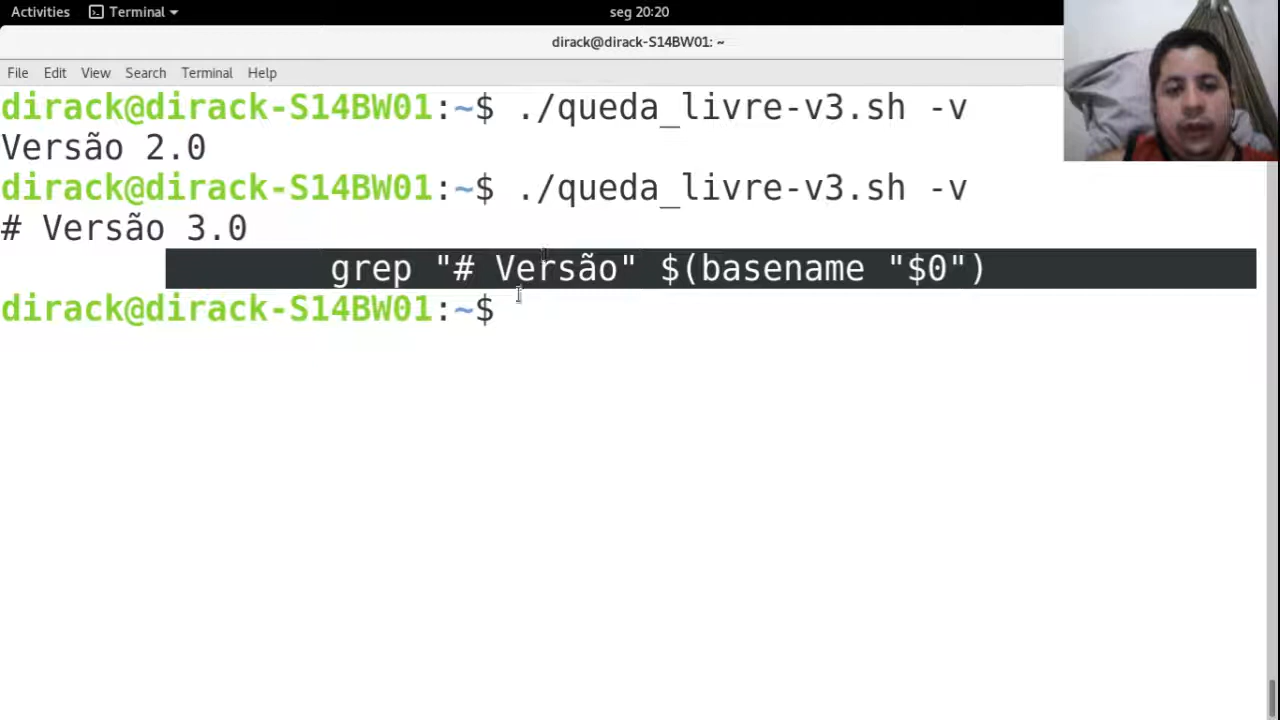 Activities Terminal seg 20:20
dirack@dirack-S14BW01: ~
File Edit View Search Terminal Help
dirack@dirack-S14BW01:~$ ./queda_livre-v3.sh -v
Versão 2.0
dirack@dirack-S14BW01:~$ ./queda_livre-v3.sh -v
# Versão 3.0
grep "# Versão" $(basename "$0")
dirack@dirack-S14BW01:~$